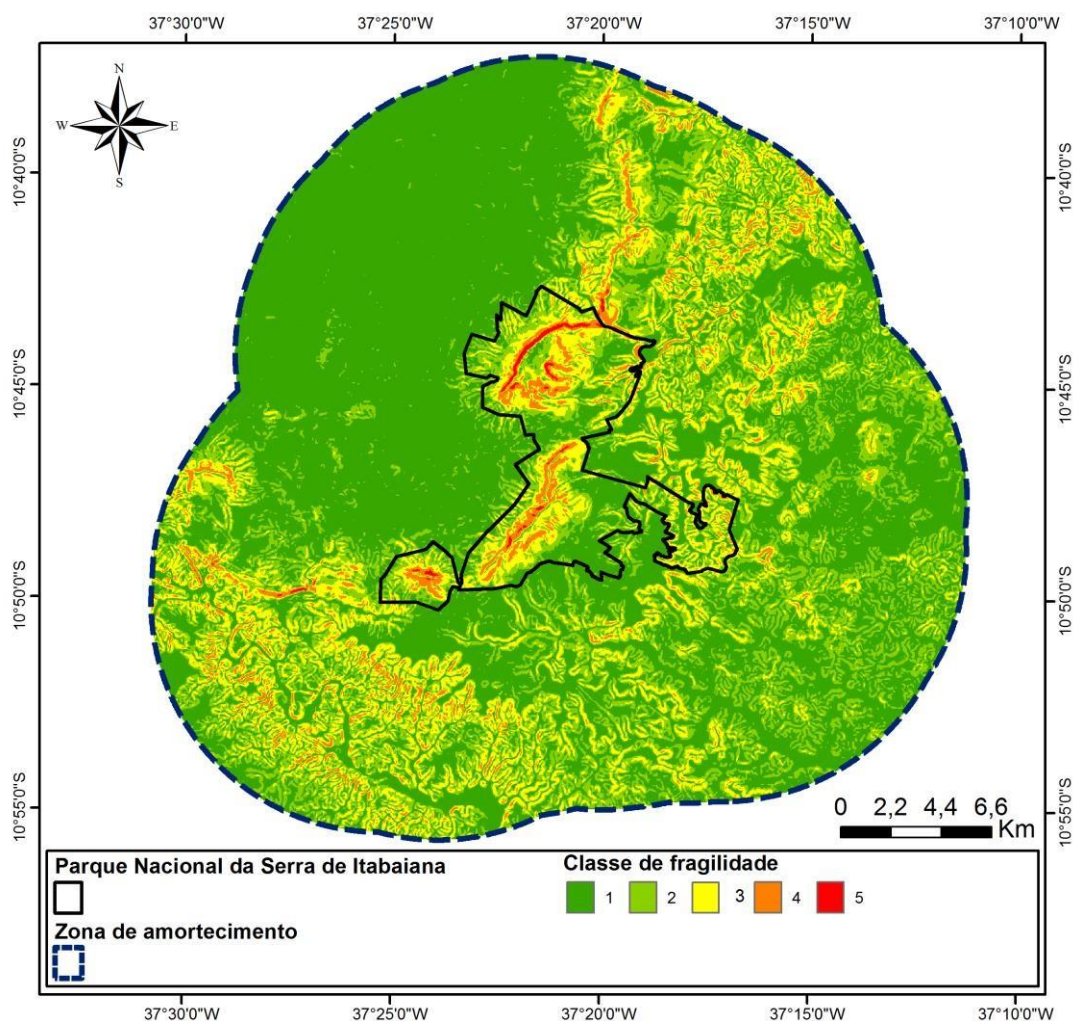 37°30'0"W 37°25'0"W 37°20'0"W 37°15'0"W 37°10'0"W
N
W E
S
10°40'0"S 10°40'0"S
10°45'0"S 10°45'0"S
10°50'0"S 10°50'0"S
10°55'0"S 10°55'0"S
0 2,2 4,4 6,6
Km
Parque Nacional da Serra de Itabaiana
Classe de fragilidade
1 2 3 4 5
Zona de amortecimento
37°30'0"W 37°25'0"W 37°20'0"W 37°15'0"W 37°10'0"W